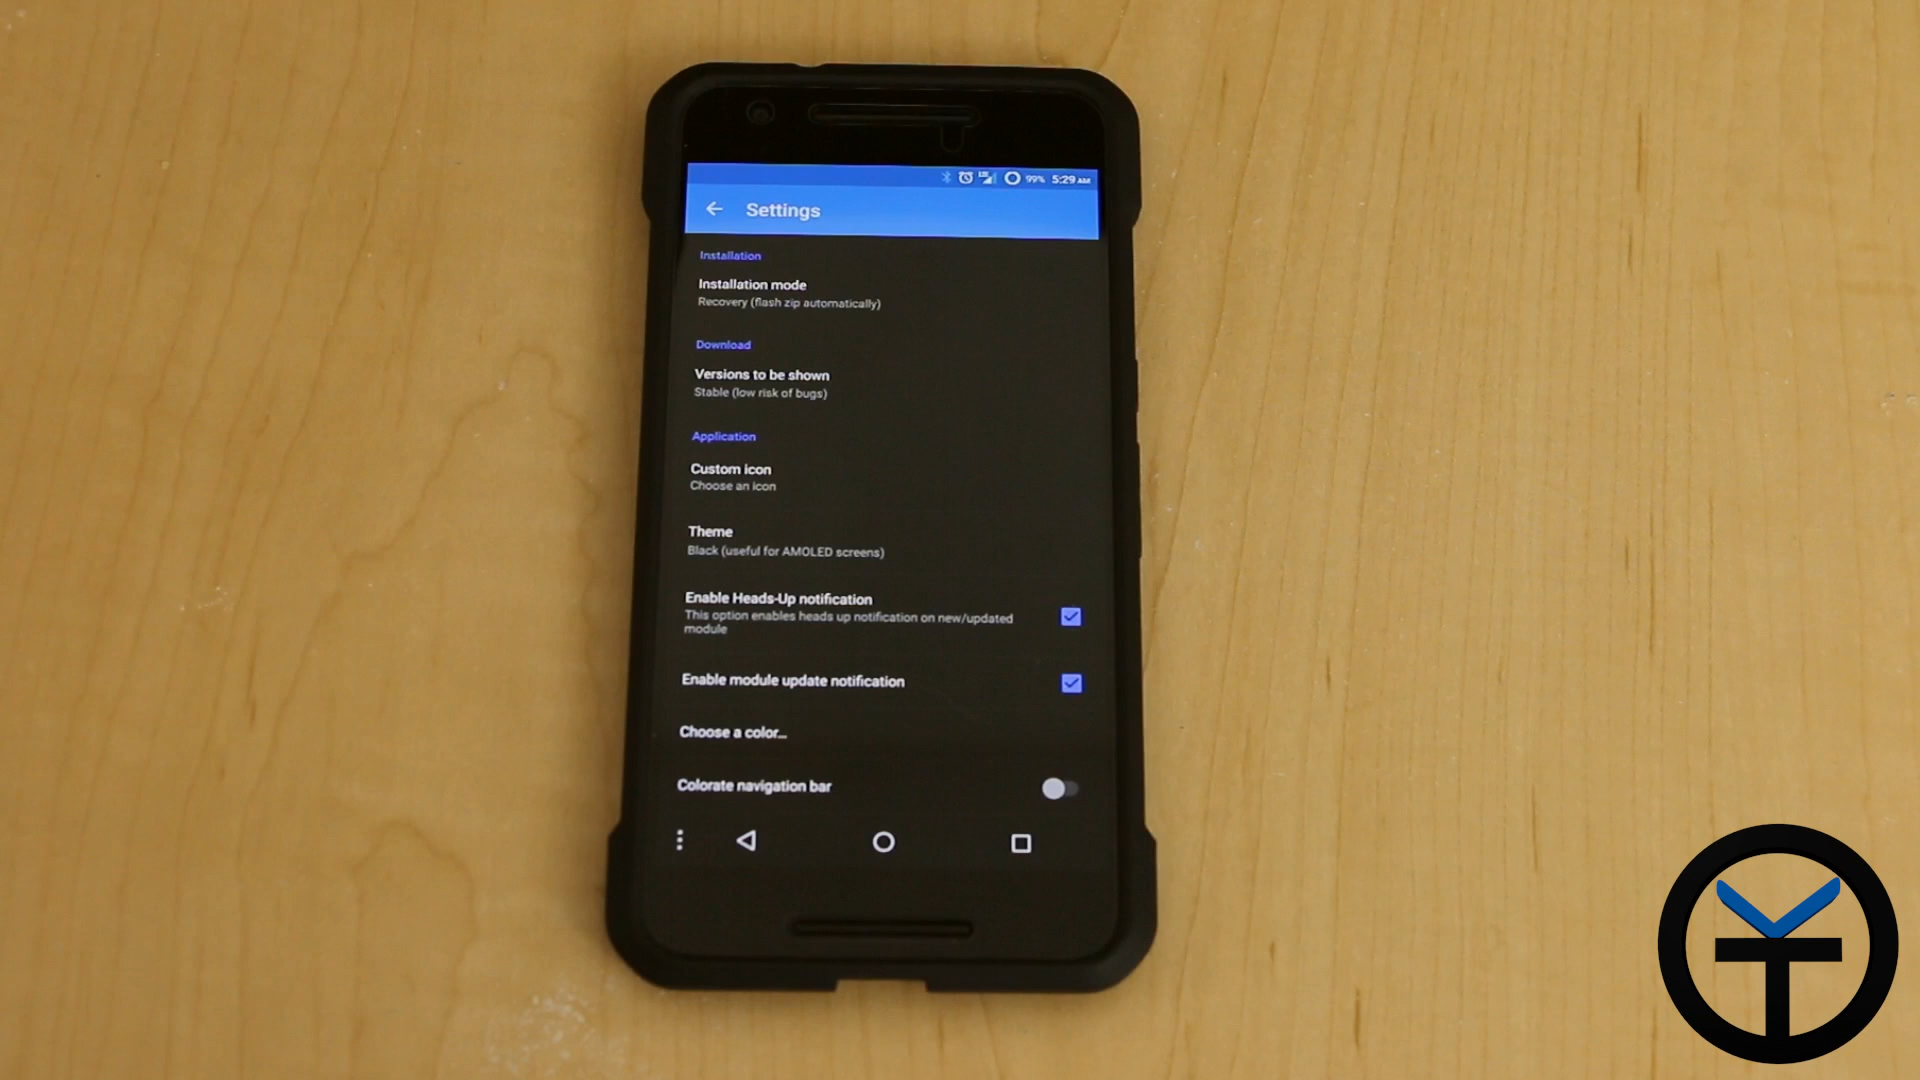 99% 5:29 AM
Settings
Installation
Installation mode
Recovery (flash zip automatically)
Download
Versions to be shown
Stable (low risk of bugs)
Application
Custom icon
Choose an icon
Theme
Black (useful for AMOLED screens)
Enable Heads-Up notification
This option enables heads up notification on new/updated
module
Enable module update notification
Choose a color...
Colorate navigation bar